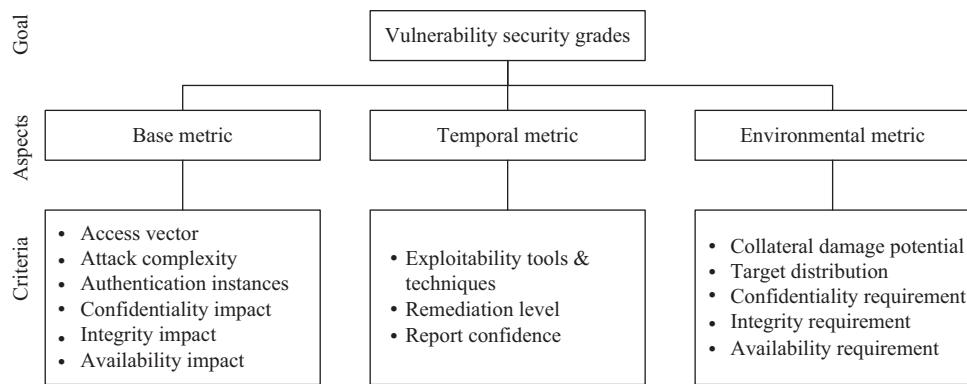 Goal
Vulnerability security grades
Aspects
Base metric
Temporal metric
Environmental metric
Criteria
• Access vector
• Attack complexity
• Authentication instances
• Confidentiality impact
• Integrity impact
• Availability impact
• Exploitability tools &
techniques
• Remediation level
• Report confidence
• Collateral damage potential
• Target distribution
• Confidentiality requirement
• Integrity requirement
• Availability requirement